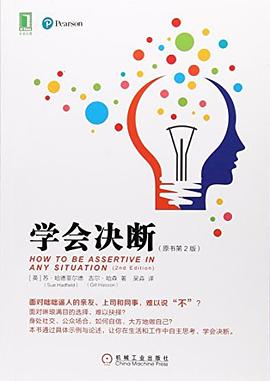 Pearson
学会决断
(原书第2版)
HOW TO BE ASSERTIVE IN
ANY SITUATION (2nd Edition)
[英] 苏·哈德菲尔德 吉尔·哈森 著 吴淼 译
(Sue Hadfield) (Gill Hasson)
面对咄咄逼人的亲友、上司和同事，难以说“不”？
面对琳琅满目的选择，难以抉择？
身处社交、公众场合，如何自信，大方地做自己？
本书通过具体示例与论述，让你在生活和工作中自主思考、学会决断。
机械工业出版社
China Machine Press